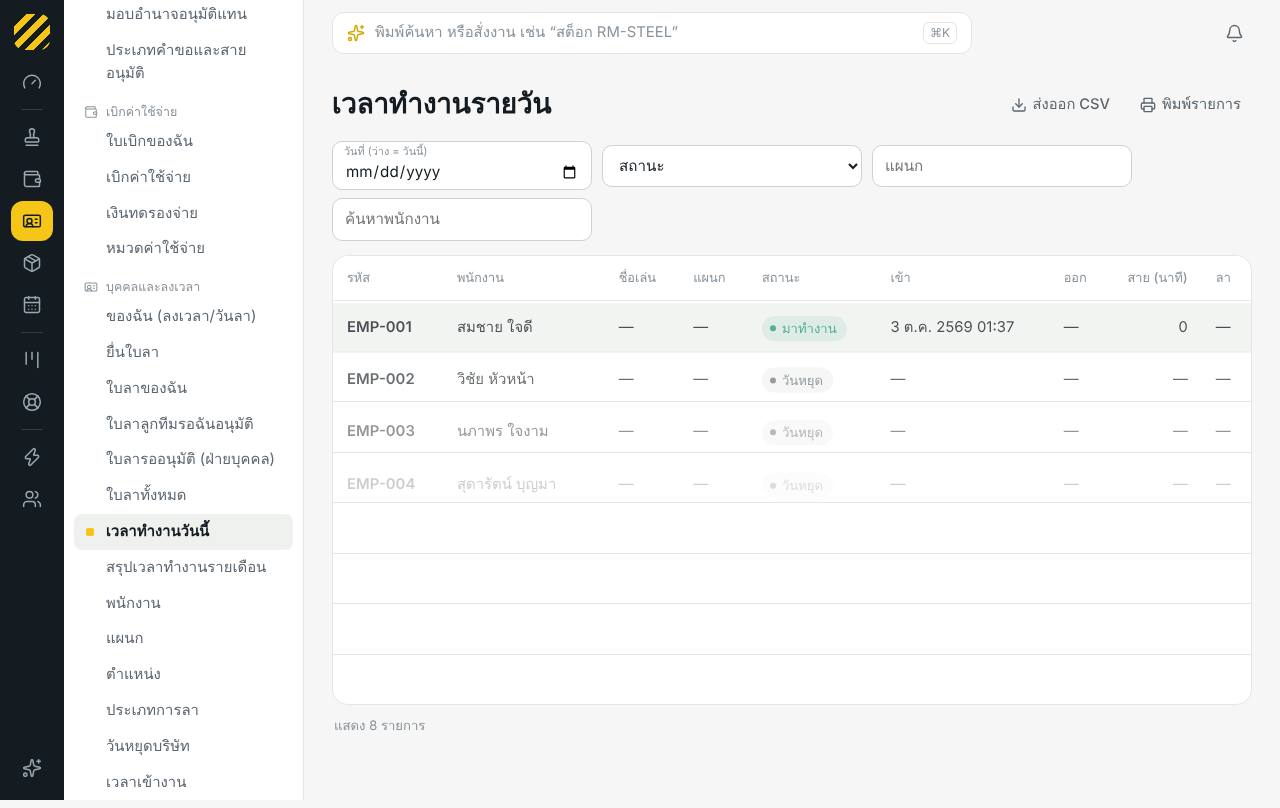 มอบอำนาจอนุมัติแทน
ประเภทคำขอและสาย
อนุมัติ
เบิกค่าใช้จ่าย
ใบเบิกของฉัน
เบิกค่าใช้จ่าย
เงินทดรองจ่าย
หมวดค่าใช้จ่าย
บุคคลและลงเวลา
ของฉัน (ลงเวลา/วันลา)
ยื่นใบลา
ใบลาของฉัน
ใบลาลูกทีมรอฉันอนุมัติ
ใบลารออนุมัติ (ฝ่ายบุคคล)
ใบลาทั้งหมด
เวลาทำงานวันนี้
สรุปเวลาทำงานรายเดือน
พนักงาน
แผนก
ตำแหน่ง
ประเภทการลา
วันหยุดบริษัท
เวลาเข้างาน
พิมพ์ค้นหา หรือสั่งงาน เช่น “สต็อก RM-STEEL” ⌘K
เวลาทำงานรายวัน ส่งออก CSV พิมพ์รายการ
วันที่ (ว่าง = วันนี้)
mm/dd/yyyy สถานะ แผนก
ค้นหาพนักงาน
รหัส พนักงาน ชื่อเล่น แผนก สถานะ เข้า ออก สาย (นาที) ลา
EMP-001 สมชาย ใจดี — — มาทำงาน 3 ต.ค. 2569 01:37 — 0 —
EMP-002 วิชัย หัวหน้า — — วันหยุด — — — —
EMP-003 นภาพร ใจงาม — — วันหยุด — — — —
EMP-004 สุดารัตน์ บุญมา — — วันหยุด — — — —
แสดง 8 รายการ